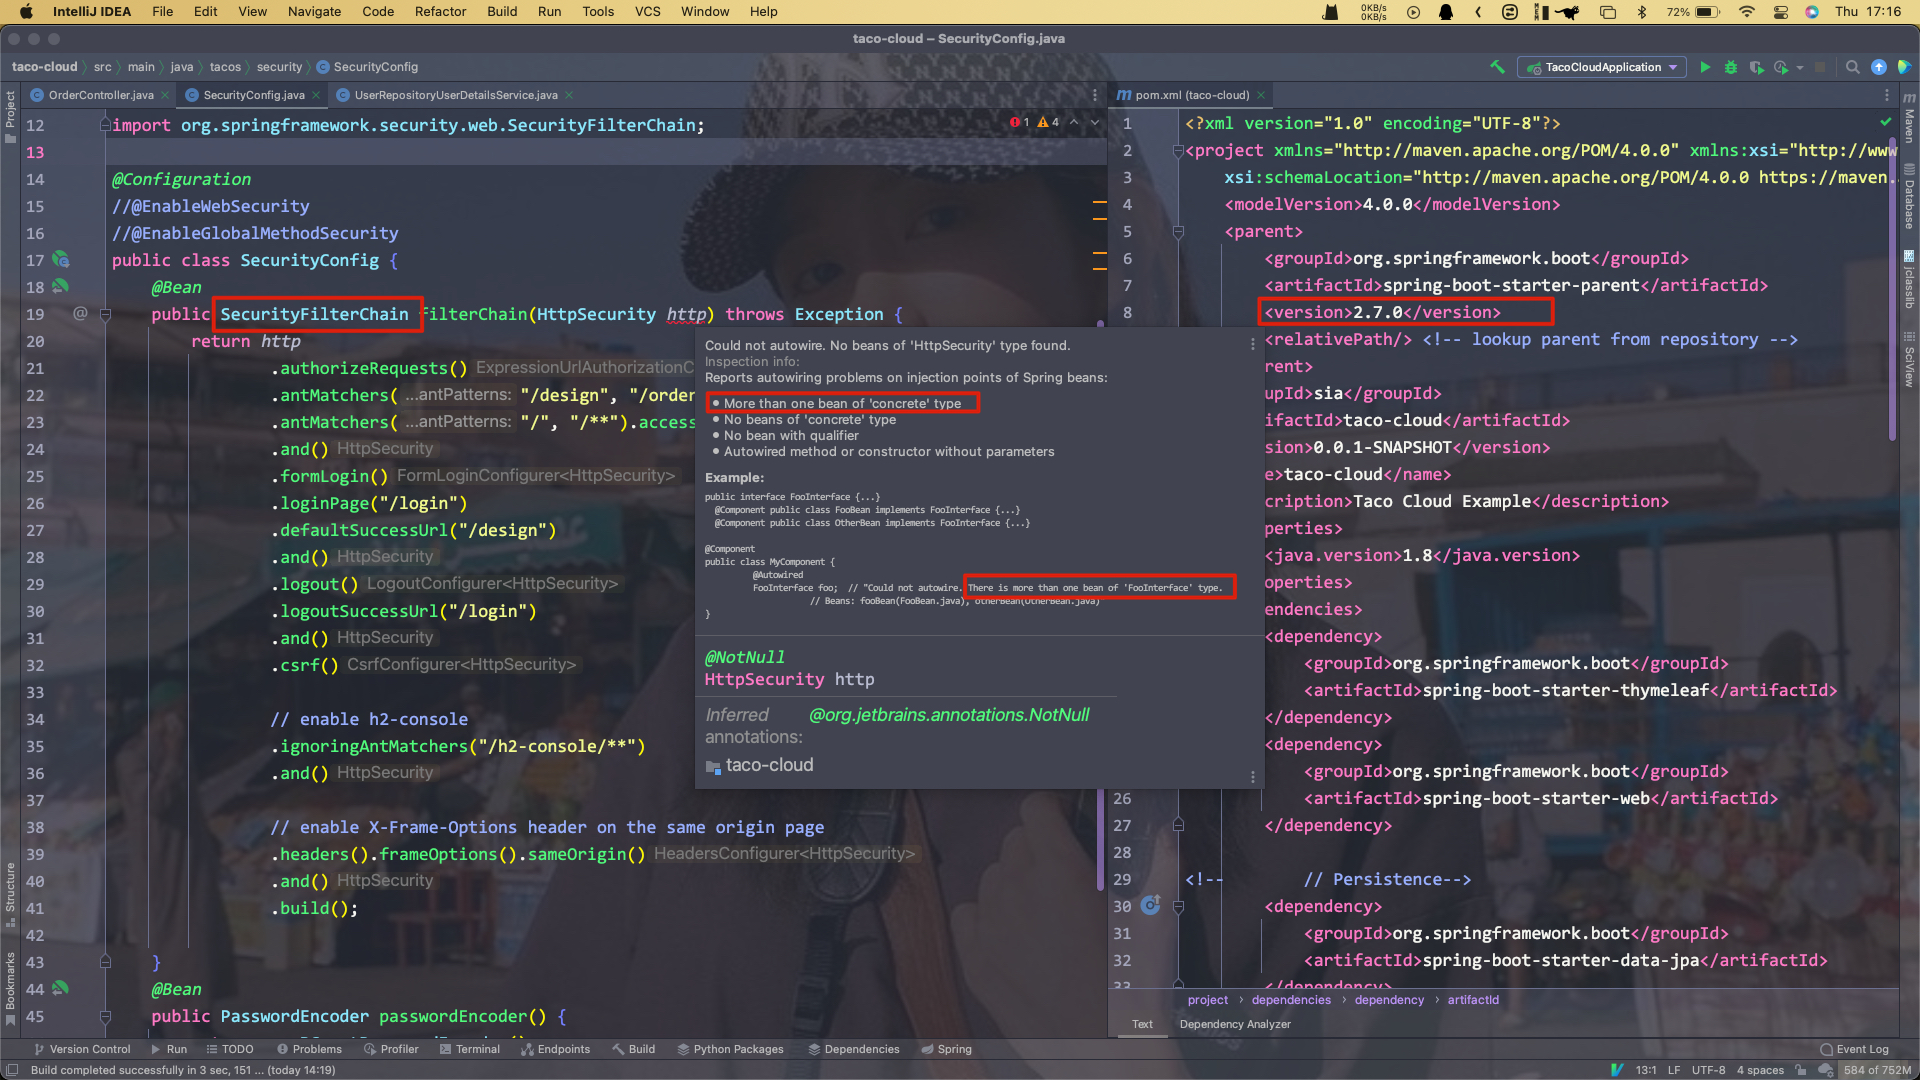 IntelliJ IDEA File Edit View Navigate Code Refactor Build Run Tools VCS Window Help
0KB/s
0KB/s
72%
Thu 17:16
taco-cloud – SecurityConfig.java
taco-cloud src main java tacos security SecurityConfig
TacoCloudApplication
OrderController.java SecurityConfig.java UserRepositoryUserDetailsService.java
pom.xml (taco-cloud)
Project
Structure
Bookmarks
1 4
12 import org.springframework.security.web.SecurityFilterChain;
13
14 @Configuration
15 //@EnableWebSecurity
16 //@EnableGlobalMethodSecurity
17 public class SecurityConfig {
18 @Bean
19 @ public SecurityFilterChain filterChain(HttpSecurity http) throws Exception {
20 return http
21 .authorizeRequests() ExpressionUrlAuthorizationC
22 .antMatchers( ...antPatterns: "/design", "/order
23 .antMatchers( ...antPatterns: "/", "/**").access
24 .and() HttpSecurity
25 .formLogin() FormLoginConfigurer<HttpSecurity>
26 .loginPage("/login")
27 .defaultSuccessUrl("/design")
28 .and() HttpSecurity
29 .logout() LogoutConfigurer<HttpSecurity>
30 .logoutSuccessUrl("/login")
31 .and() HttpSecurity
32 .csrf() CsrfConfigurer<HttpSecurity>
33
34 // enable h2-console
35 .ignoringAntMatchers("/h2-console/**")
36 .and() HttpSecurity
37
38 // enable X-Frame-Options header on the same origin page
39 .headers().frameOptions().sameOrigin() HeadersConfigurer<HttpSecurity>
40 .and() HttpSecurity
41 .build();
42
43 }
44 @Bean
45 public PasswordEncoder passwordEncoder() {
Could not autowire. No beans of 'HttpSecurity' type found.
Inspection info:
Reports autowiring problems on injection points of Spring beans:
• More than one bean of 'concrete' type
• No beans of 'concrete' type
• No bean with qualifier
• Autowired method or constructor without parameters
Example:
public interface FooInterface {...}
@Component public class FooBean implements FooInterface {...}
@Component public class OtherBean implements FooInterface {...}
@Component
public class MyComponent {
@Autowired
FooInterface foo; // "Could not autowire. There is more than one bean of 'FooInterface' type.
// Beans: fooBean(FooBean.java), otherBean(OtherBean.java)
}
@NotNull
HttpSecurity http
Inferred @org.jetbrains.annotations.NotNull
annotations:
taco-cloud
1 <?xml version="1.0" encoding="UTF-8"?>
2 <project xmlns="http://maven.apache.org/POM/4.0.0" xmlns:xsi="http://www
3 xsi:schemaLocation="http://maven.apache.org/POM/4.0.0 https://maven.
4 <modelVersion>4.0.0</modelVersion>
5 <parent>
6 <groupId>org.springframework.boot</groupId>
7 <artifactId>spring-boot-starter-parent</artifactId>
8 <version>2.7.0</version>
<relativePath/> <!-- lookup parent from repository -->
rent>
upId>sia</groupId>
ifactId>taco-cloud</artifactId>
sion>0.0.1-SNAPSHOT</version>
e>taco-cloud</name>
cription>Taco Cloud Example</description>
perties>
<java.version>1.8</java.version>
operties>
endencies>
<dependency>
<groupId>org.springframework.boot</groupId>
<artifactId>spring-boot-starter-thymeleaf</artifactId>
</dependency>
<dependency>
<groupId>org.springframework.boot</groupId>
26 <artifactId>spring-boot-starter-web</artifactId>
27 </dependency>
28
29 <!-- // Persistence-->
30 <dependency>
31 <groupId>org.springframework.boot</groupId>
32 <artifactId>spring-boot-starter-data-jpa</artifactId>
33 </dependency>
project dependencies dependency artifactId
Text Dependency Analyzer
Maven
Database
jclasslib
SciView
Version Control Run TODO Problems Profiler Terminal Endpoints Build Python Packages Dependencies Spring Event Log
Build completed successfully in 3 sec, 151 ... (today 14:19)
13:1 LF UTF-8 4 spaces 584 of 752M